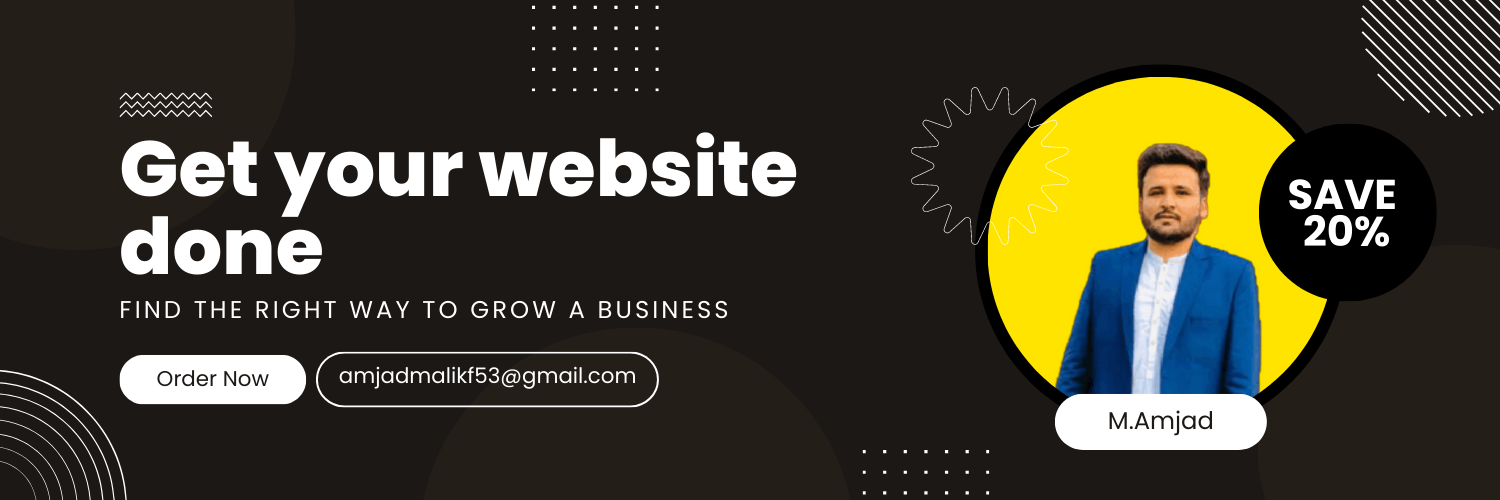 Get your website
done
FIND THE RIGHT WAY TO GROW A BUSINESS
Order Now
amjadmalikf53@gmail.com
SAVE
20%
M.Amjad